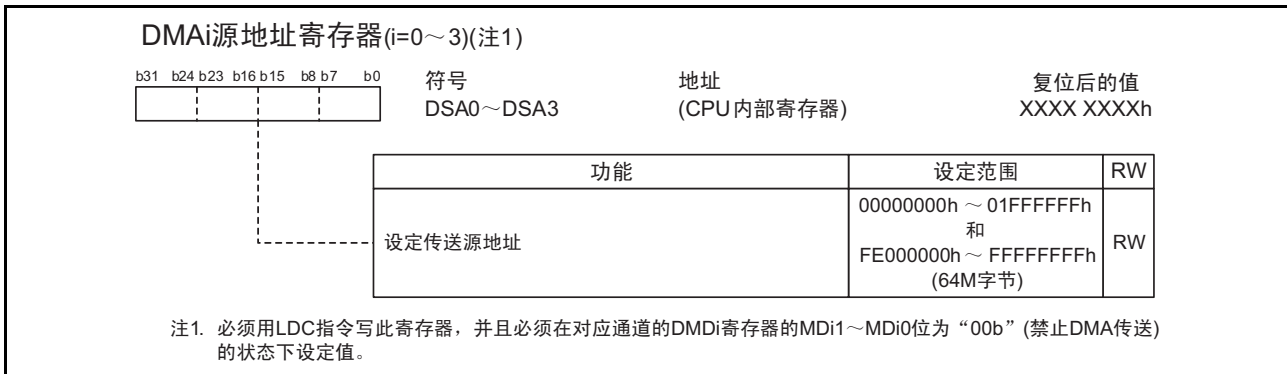 DMAi源地址寄存器(i=0～3)(注1)
b31 b24 b23 b16 b15 b8 b7 b0
符号 地址 复位后的值
DSA0～DSA3 (CPU内部寄存器) XXXX XXXXh
功能 设定范围 RW
设定传送源地址
00000000h ～ 01FFFFFFh
和
FE000000h～ FFFFFFFFh
(64M字节)
RW
注1. 必须用LDC指令写此寄存器，并且必须在对应通道的DMDi寄存器的MDi1～MDi0位为“00b”(禁止DMA传送)
的状态下设定值。